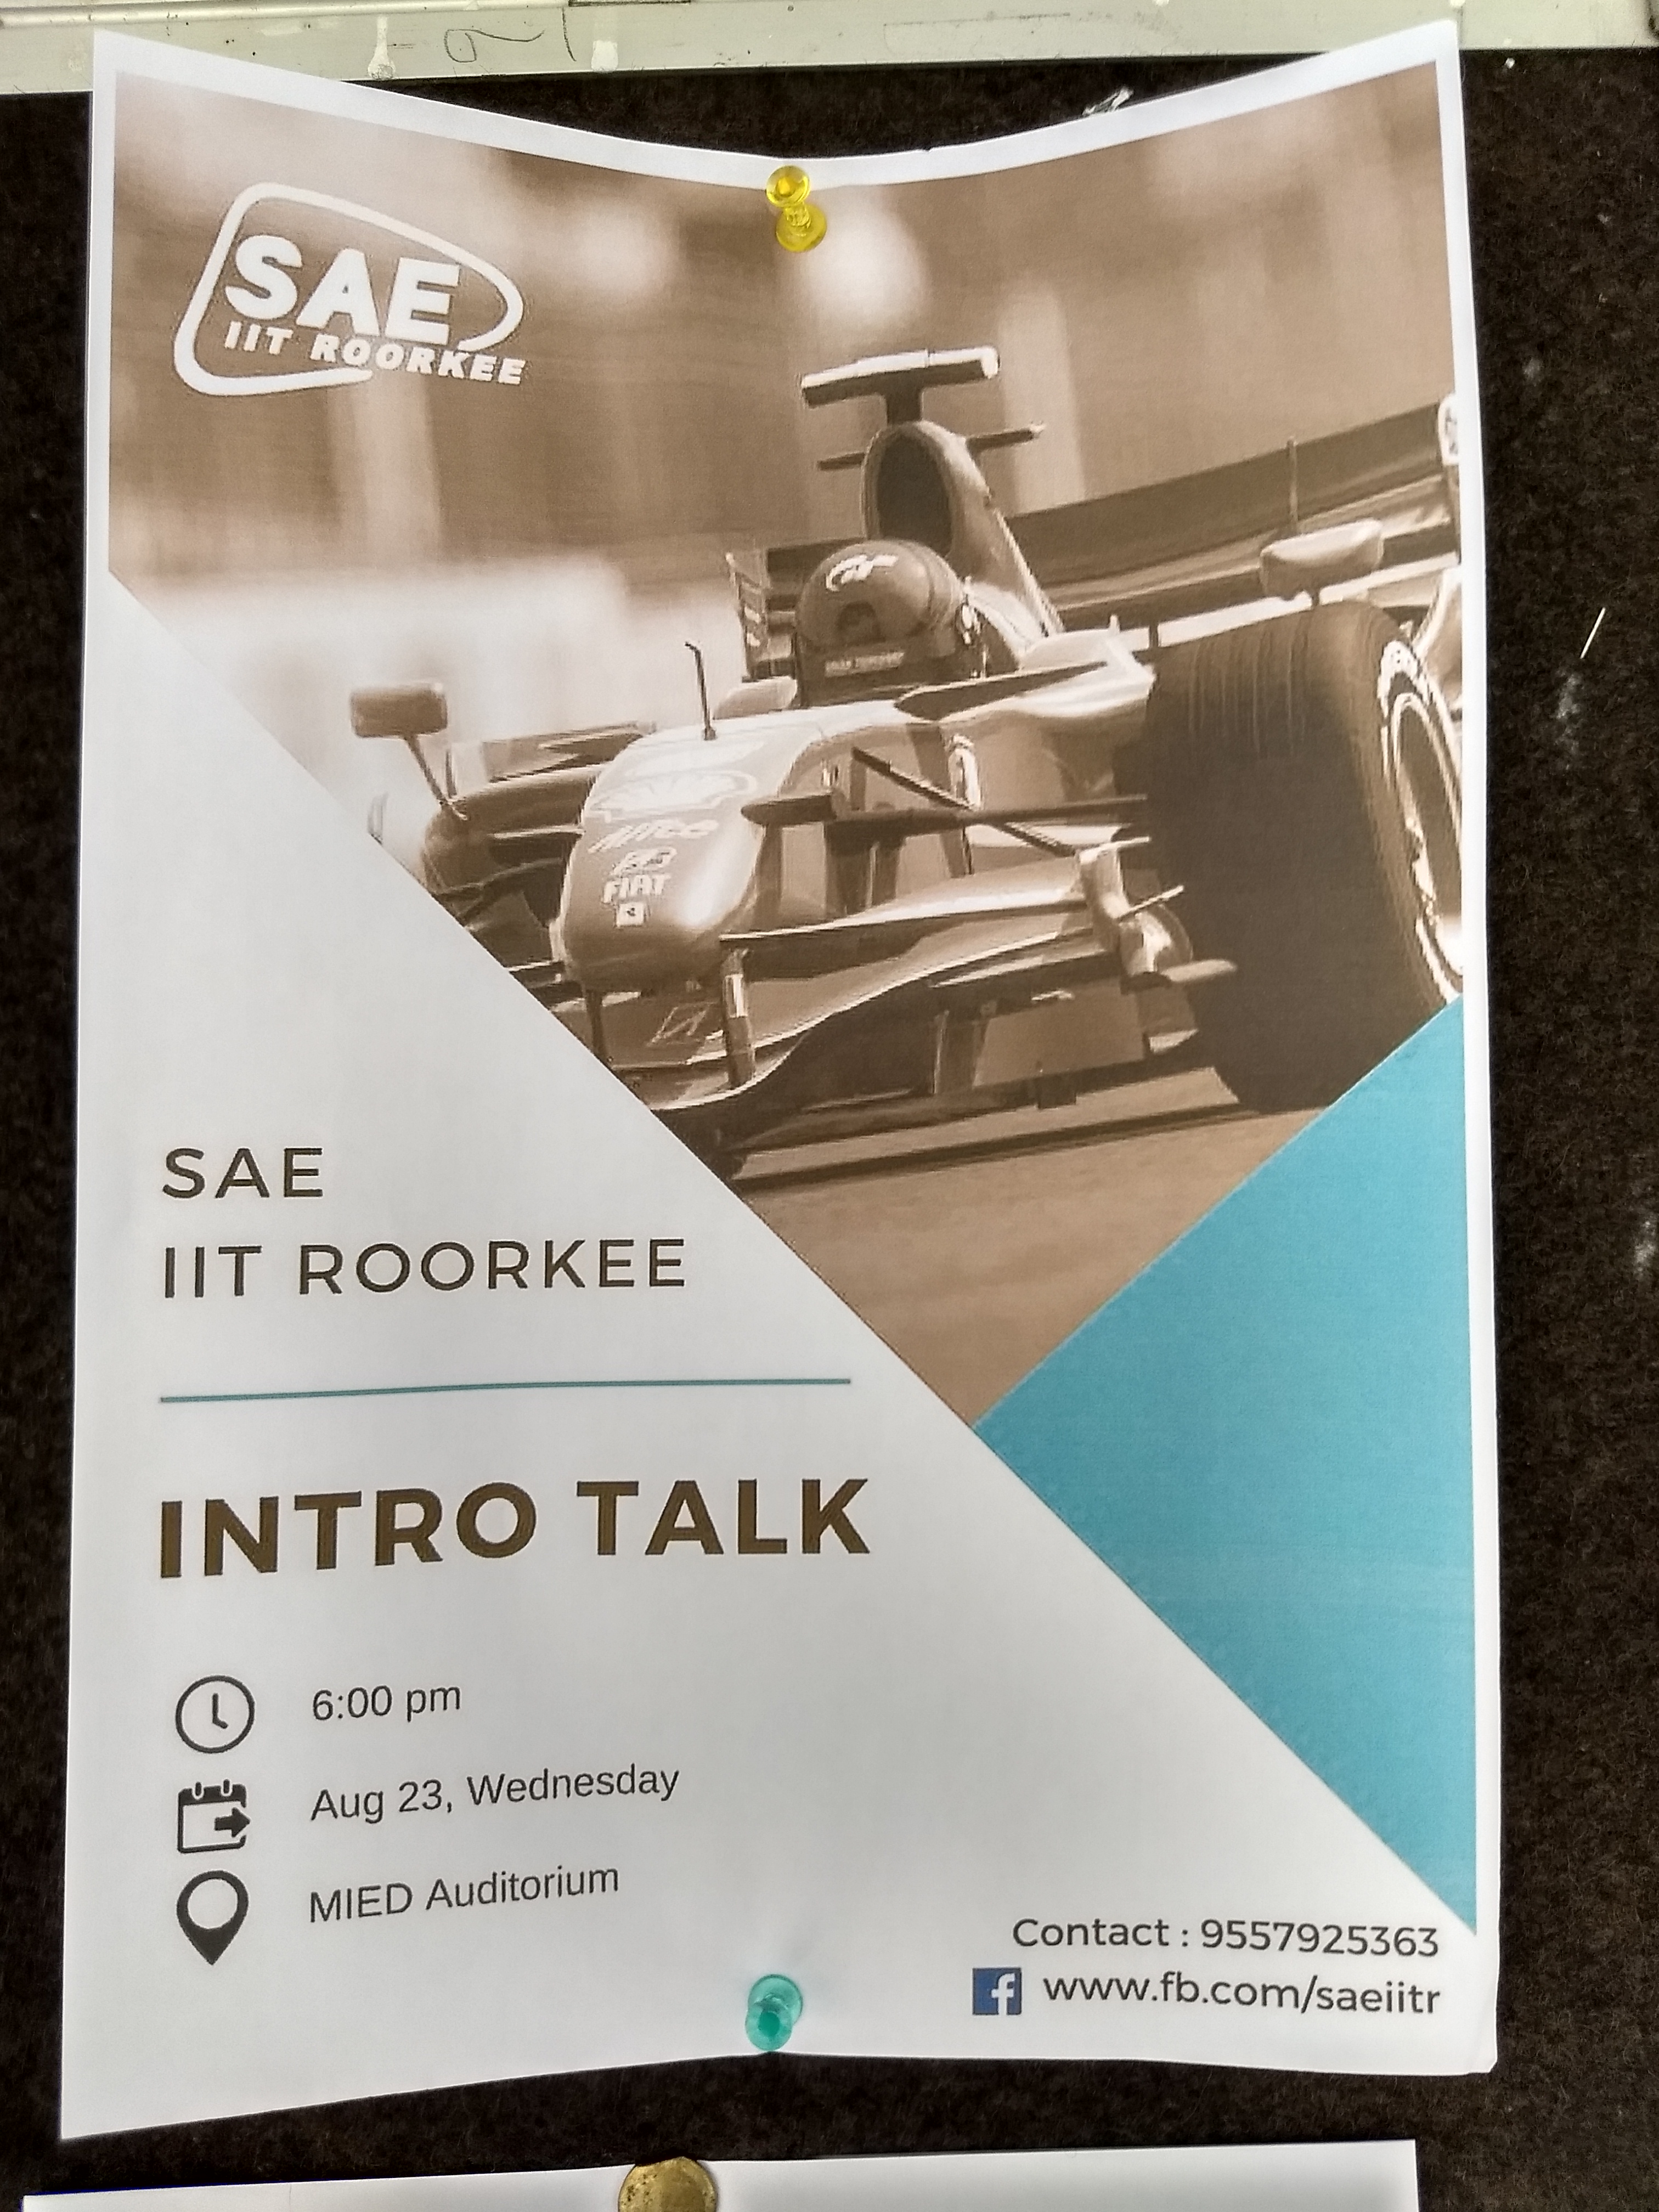 SAE
IIT ROORKEE
FIAT
SAE
IIT ROORKEE
INTRO TALK
6:00 pm
Aug 23, Wednesday
MIED Auditorium
Contact : 9557925363
www.fb.com/saeiitr